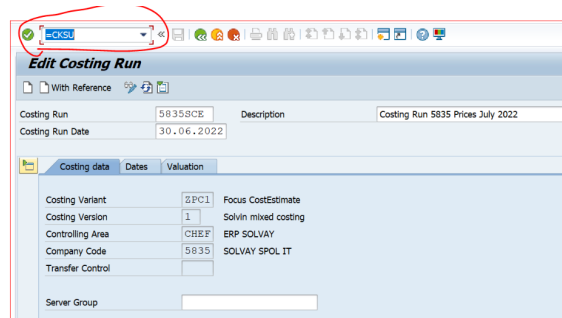 =CKSU
Edit Costing Run
With Reference
Costing Run 5835SCE Description Costing Run 5835 Prices July 2022
Costing Run Date 30.06.2022
Costing data Dates Valuation
Costing Variant ZPC1 Focus CostEstimate
Costing Version 1 Solvin mixed costing
Controlling Area CHEF ERP SOLVAY
Company Code 5835 SOLVAY SPOL IT
Transfer Control
Server Group